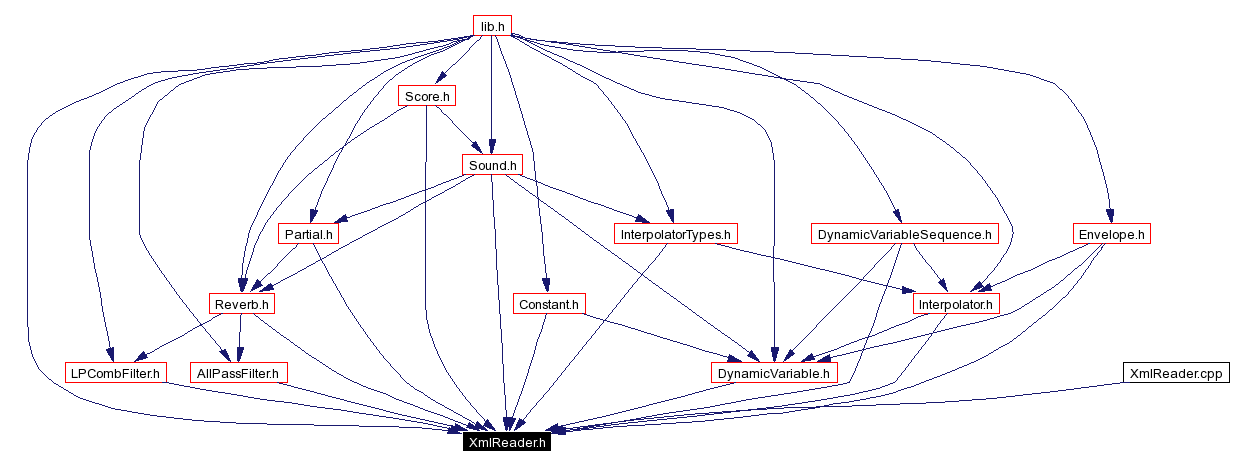 lib.h
Score.h
Sound.h
Partial.h
InterpolatorTypes.h
DynamicVariableSequence.h
Envelope.h
Reverb.h
Constant.h
Interpolator.h
LPCombFilter.h
AllPassFilter.h
DynamicVariable.h
XmlReader.cpp
XmlReader.h